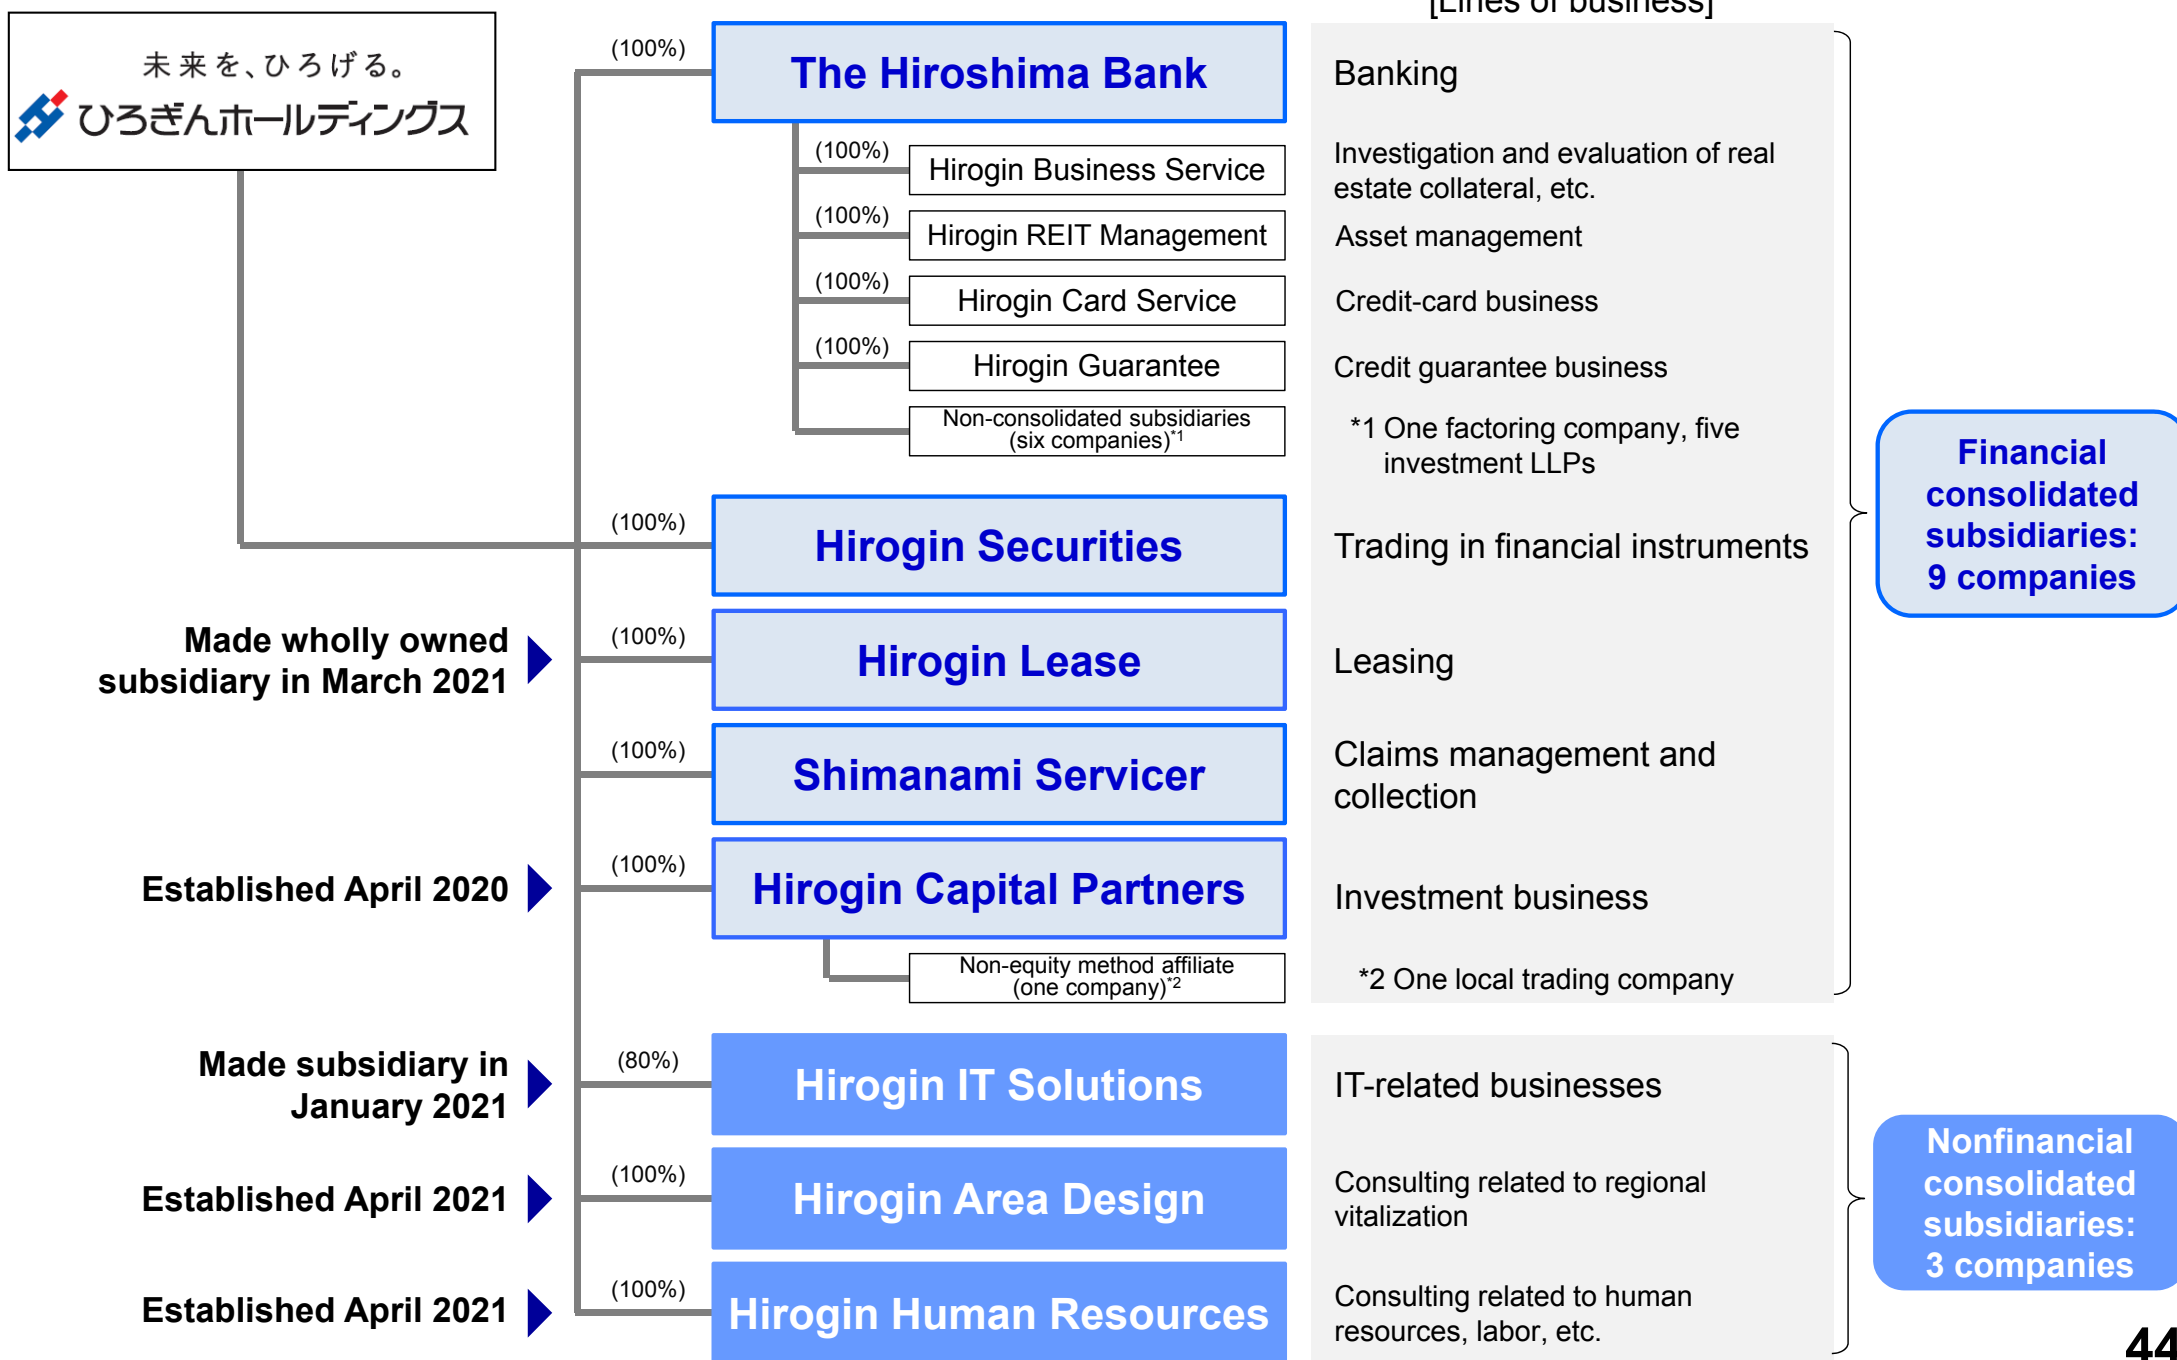 [Lines of business]
未来を、ひろげる。
ひろぎんホールディングス
(100%)
The Hiroshima Bank
Banking
(100%)
Hirogin Business Service
Investigation and evaluation of real
estate collateral, etc.
(100%)
Hirogin REIT Management
Asset management
(100%)
Hirogin Card Service
Credit-card business
(100%)
Hirogin Guarantee
Credit guarantee business
Non-consolidated subsidiaries
(six companies)*1
*1 One factoring company, five
investment LLPs
Financial
consolidated
subsidiaries:
9 companies
(100%)
Hirogin Securities
Trading in financial instruments
Made wholly owned
subsidiary in March 2021
(100%)
Hirogin Lease
Leasing
(100%)
Shimanami Servicer
Claims management and
collection
Established April 2020
(100%)
Hirogin Capital Partners
Investment business
Non-equity method affiliate
(one company)*2
*2 One local trading company
Made subsidiary in
January 2021
(80%)
Hirogin IT Solutions
IT-related businesses
Established April 2021
(100%)
Hirogin Area Design
Consulting related to regional
vitalization
Nonfinancial
consolidated
subsidiaries:
3 companies
Established April 2021
(100%)
Hirogin Human Resources
Consulting related to human
resources, labor, etc.
44